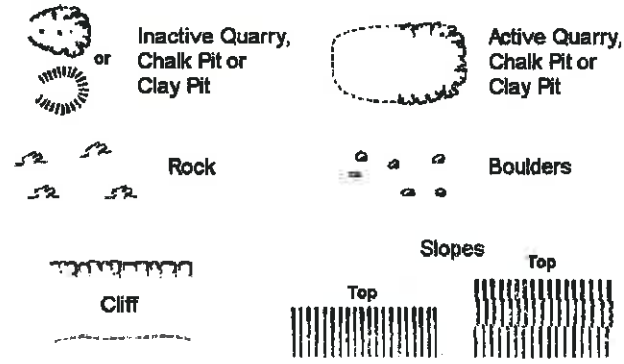 or
Inactive Quarry,
Chalk Pit or
Clay Pit
Active Quarry,
Chalk Pit or
Clay Pit
Rock
Boulders
Cliff
Slopes
Top
Top